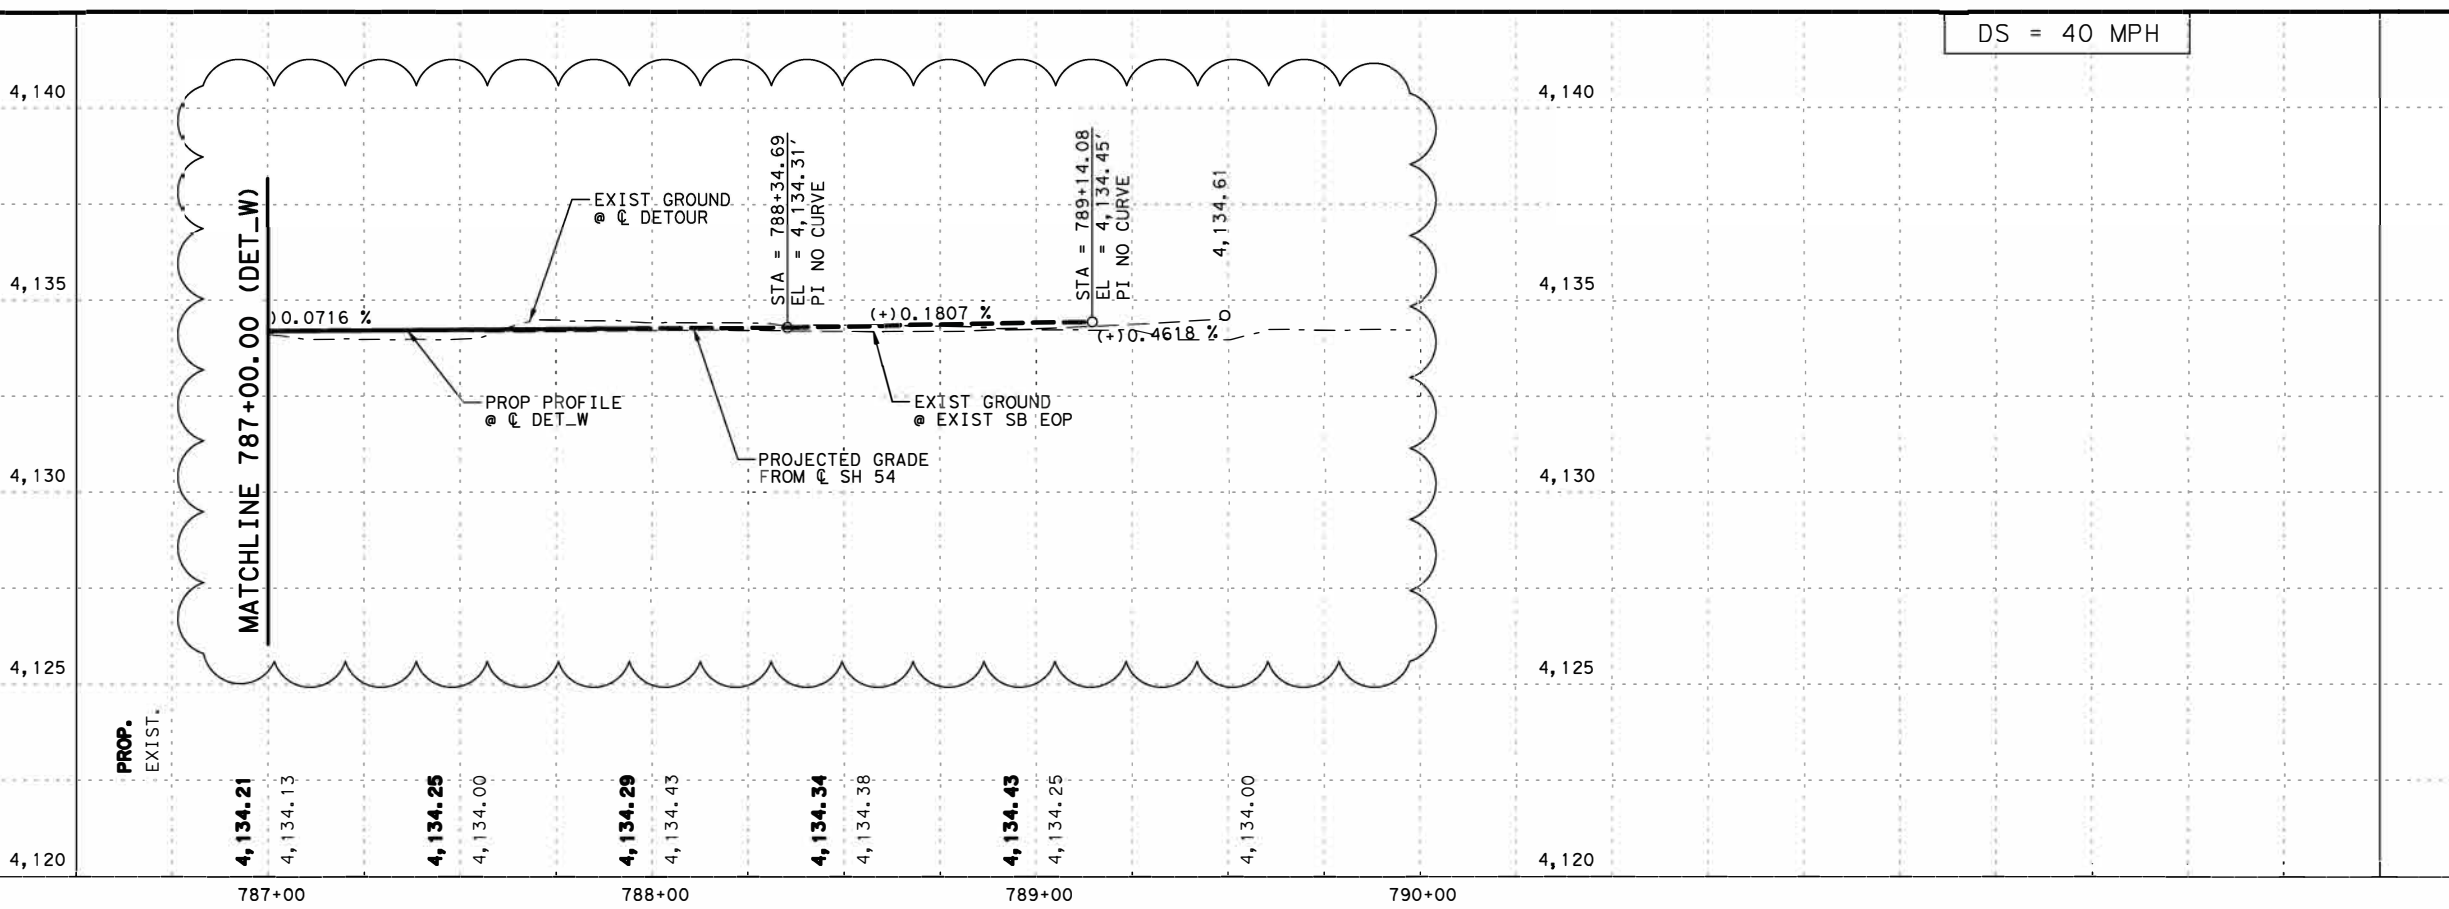 DS = 40 MPH
4,140
4,140
4,135
4,135
4,130
4,130
4,125
4,125
4,120
4,120
MATCHLINE 787+00.00 (DET_W)
)0.0716 %
EXIST GROUND
@ ℄ DETOUR
STA = 788+34.69
EL = 4,134.31'
PI NO CURVE
(+)0.1807 %
STA = 789+14.08
EL = 4,134.45'
PI NO CURVE
4,134.61
(+)0.4618 %
PROP PROFILE
@ ℄ DET_W
EXIST GROUND
@ EXIST SB EOP
PROJECTED GRADE
FROM ℄ SH 54
PROP.
EXIST.
4,134.21
4,134.13
4,134.25
4,134.00
4,134.29
4,134.43
4,134.34
4,134.38
4,134.43
4,134.25
4,134.00
787+00
788+00
789+00
790+00